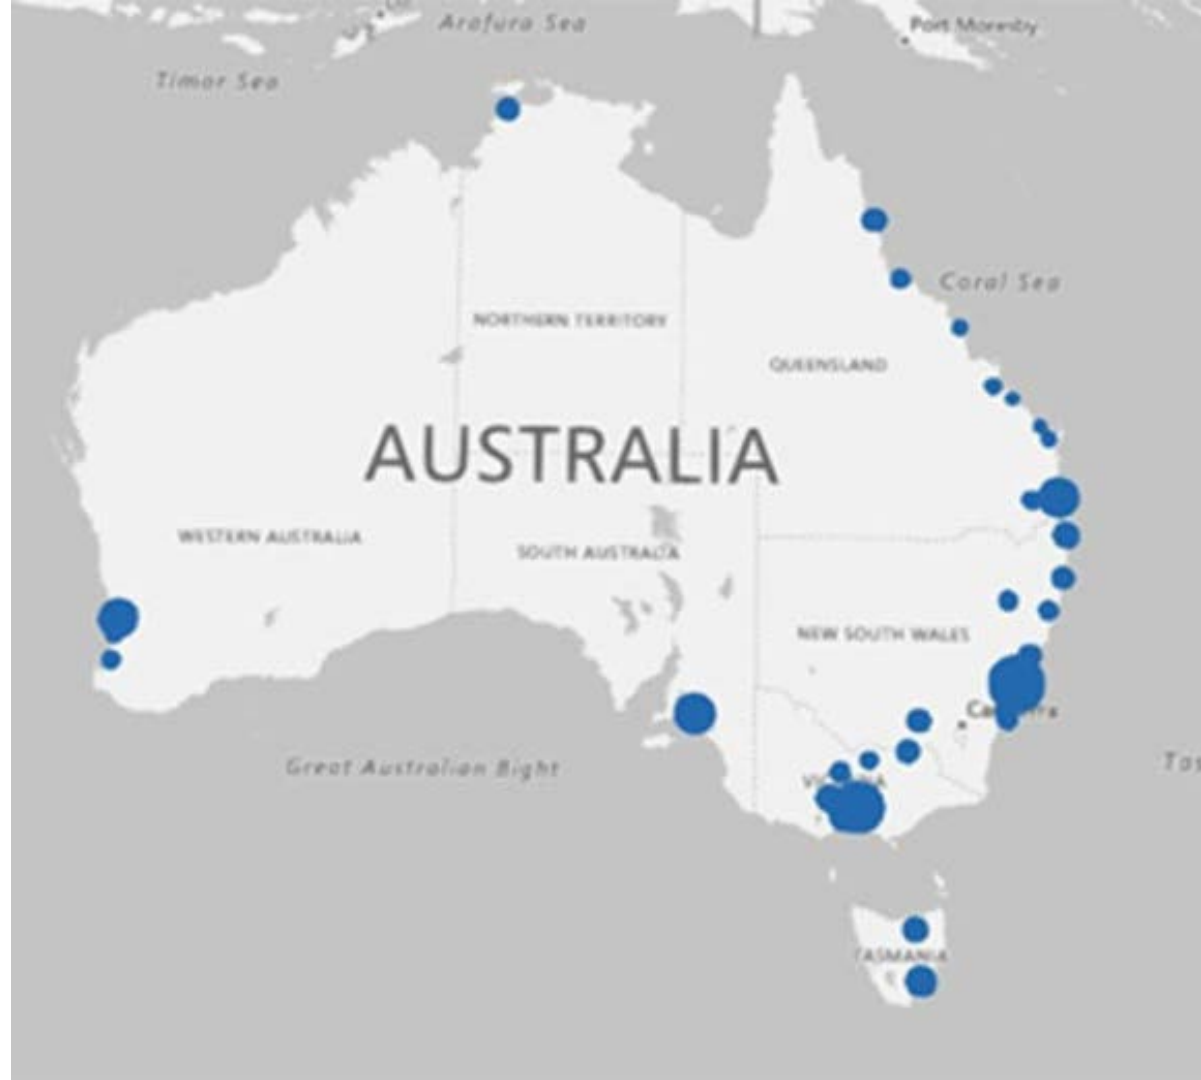 Arafura Sea
Port Moresby
Timor Sea
Coral Sea
NORTHERN TERRITORY
QUEENSLAND
AUSTRALIA
WESTERN AUSTRALIA
SOUTH AUSTRALIA
NEW SOUTH WALES
Great Australian Bight
Tas
TASMANIA